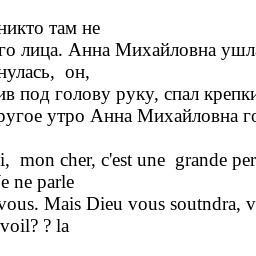 никто там не
го лица. Анна Михайловна ушл
нулась, он,
ив под голову руку, спал крепки
ругое утро Анна Михайловна го
i, mon cher, c'est une grande per
e ne parle
vous. Mais Dieu vous soutndra, v
voil? ? la